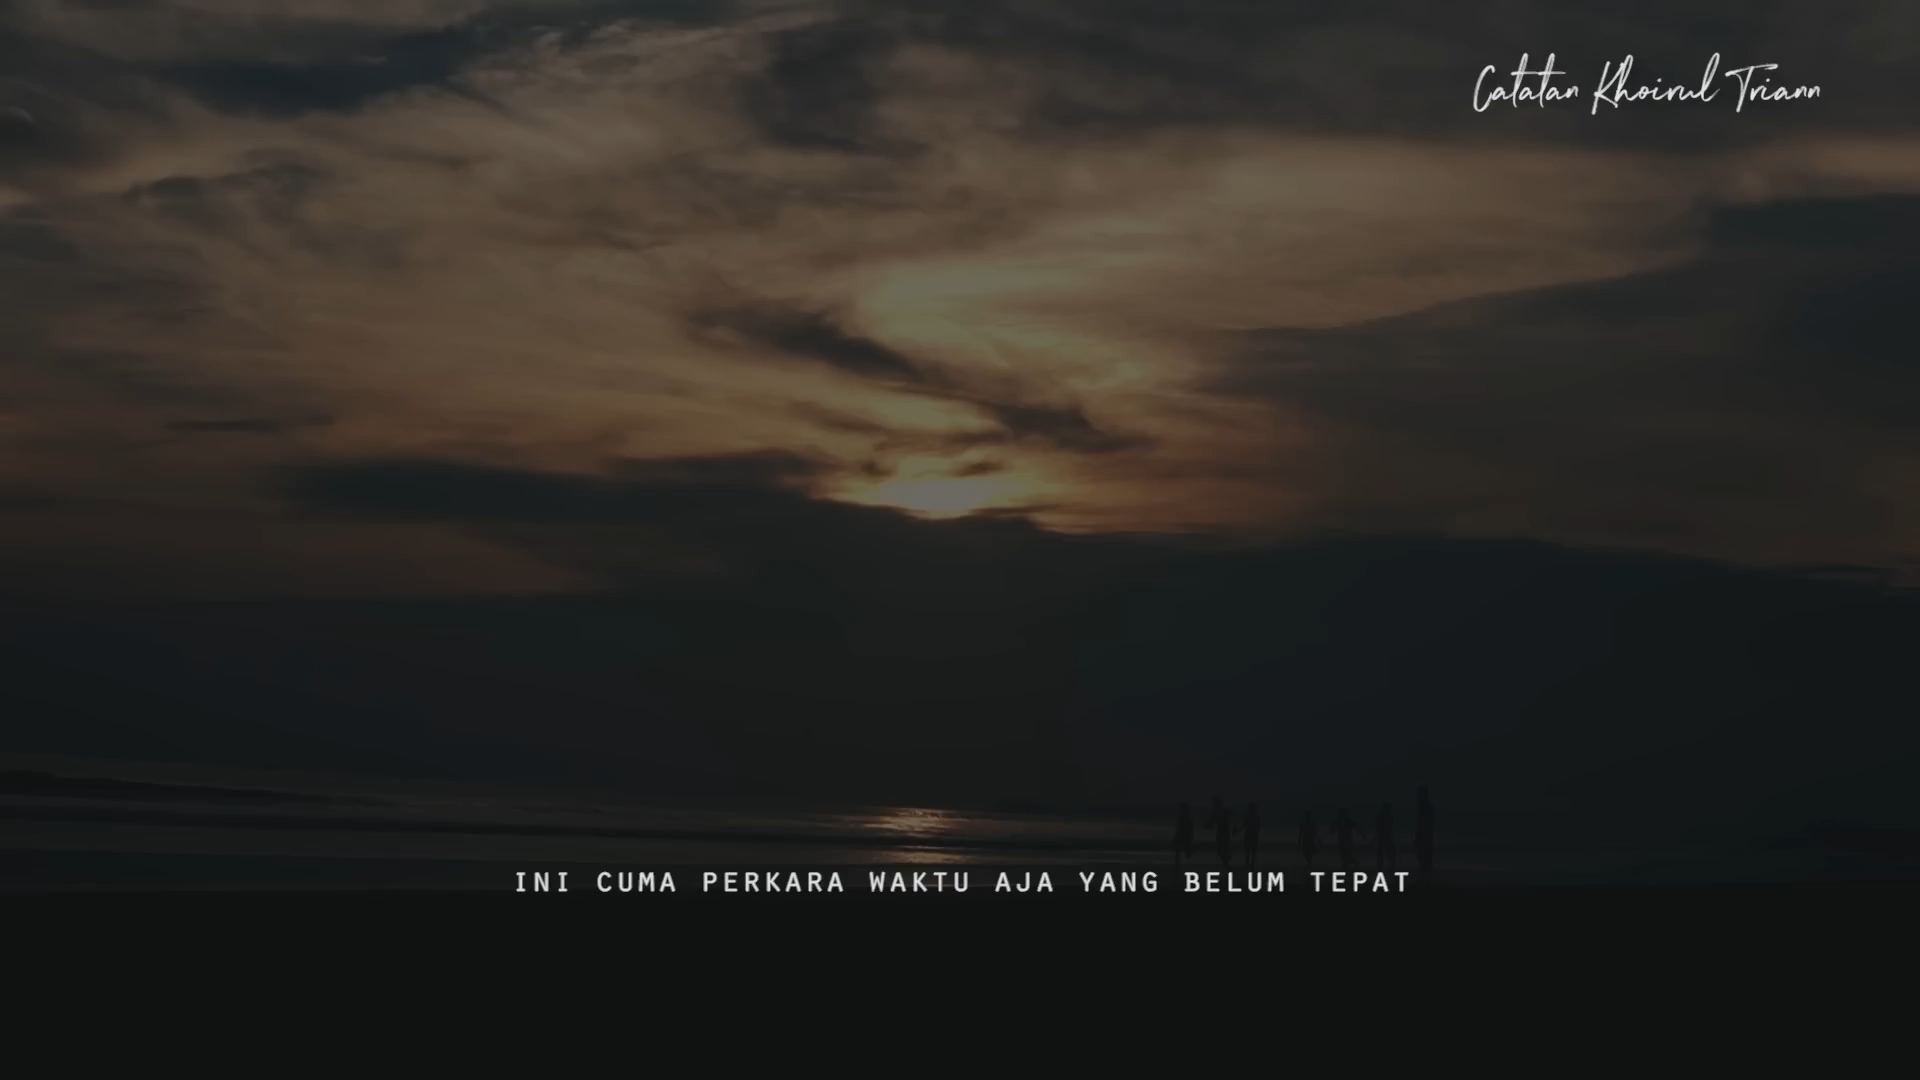 Catatan Khoirul Triann
INI CUMA PERKARA WAKTU AJA YANG BELUM TEPAT